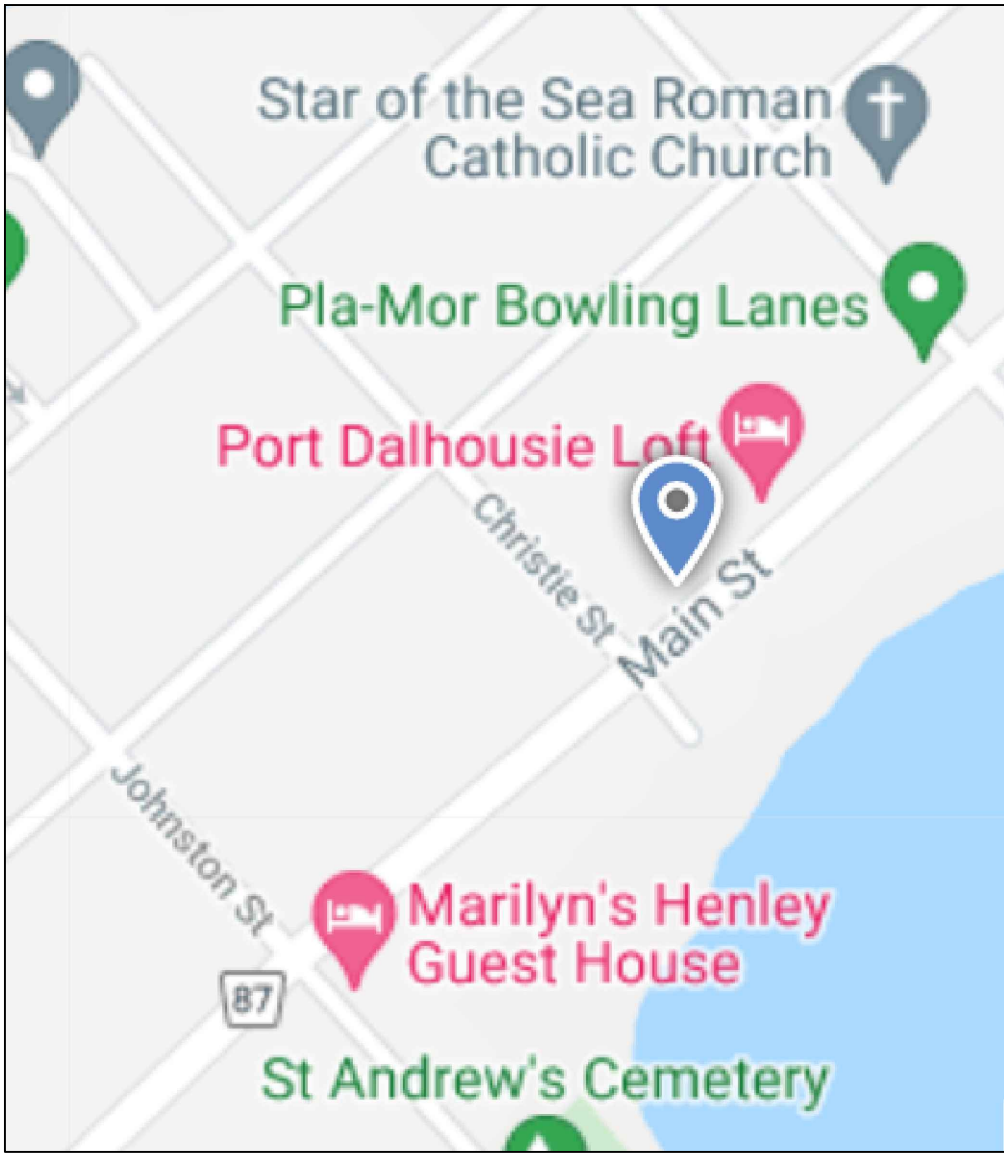 Star of the Sea Roman
Catholic Church
Pla-Mor Bowling Lanes
Port Dalhousie Loft
Christie St
Main St
Johnston St
Marilyn's Henley
Guest House
87
St Andrew's Cemetery